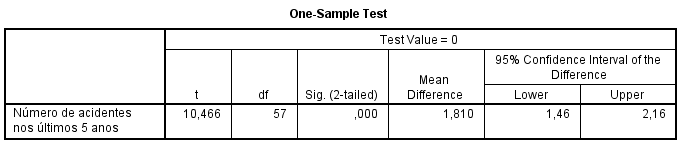 One-Sample Test
Test Value = 0
95% Confidence Interval of the
Difference
t df Sig. (2-tailed) Mean
Difference Lower Upper
Número de acidentes
nos últimos 5 anos 10,466 57 ,000 1,810 1,46 2,16